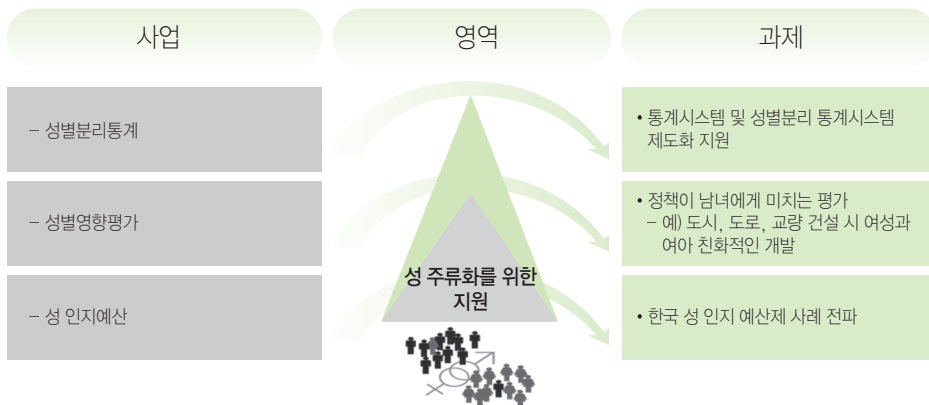 사업
영역
과제
– 성별분리통계
• 통계시스템 및 성별분리 통계시스템
제도화 지원
– 성별영향평가
• 정책이 남녀에게 미치는 평가
– 예) 도시, 도로, 교량 건설 시 여성과
여아 친화적인 개발
성 주류화를 위한
지원
– 성 인지예산
• 한국 성 인지 예산제 사례 전파